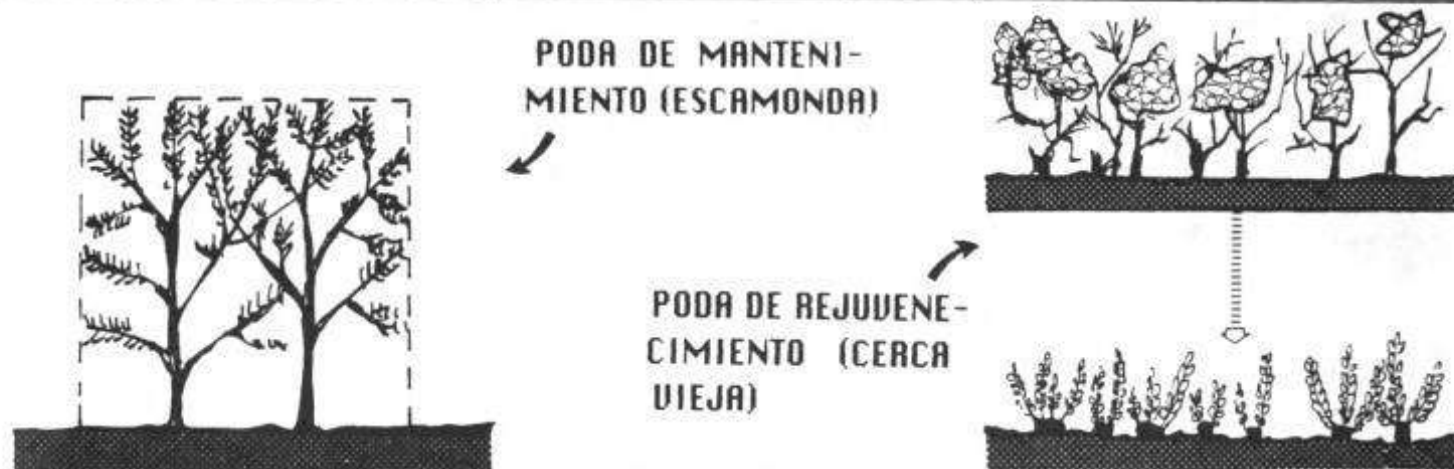 PODA DE MANTENI-
MIENTO (ESCAMONDA)
PODA DE REJUVENE-
CIMIENTO (CERCA
VIEJA)